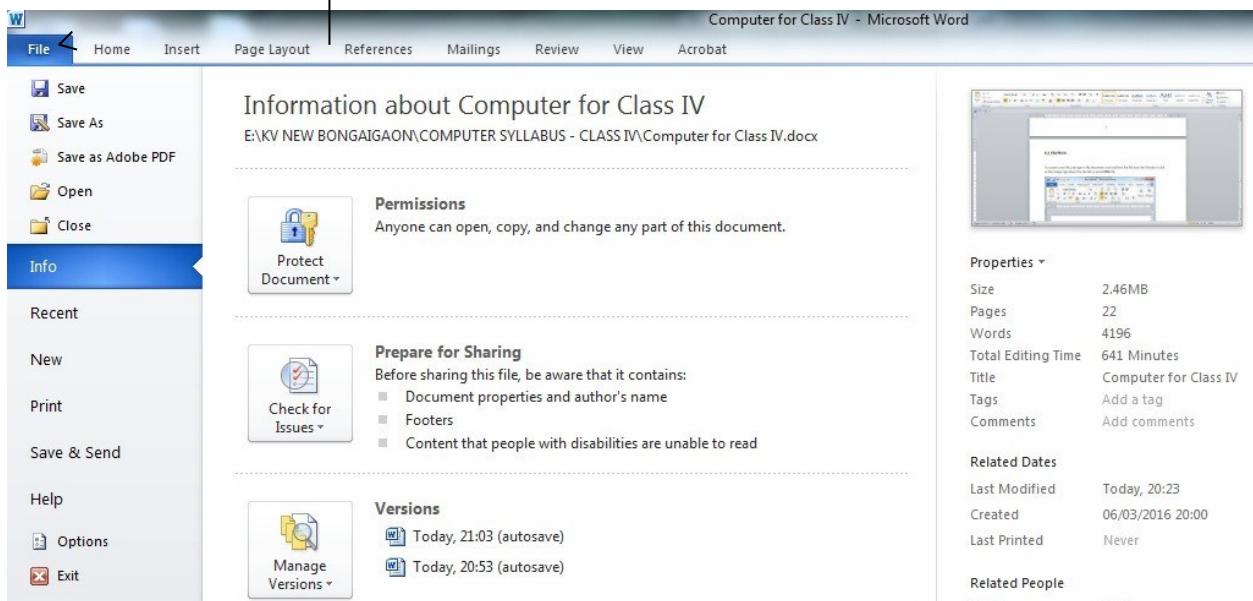 Computer for Class IV - Microsoft Word
File Home Insert Page Layout References Mailings Review View Acrobat
Save
Save As
Save as Adobe PDF
Open
Close
Info
Recent
New
Print
Save & Send
Help
Options
Exit
Information about Computer for Class IV
E:\KV NEW BONGAIGAON\COMPUTER SYLLABUS - CLASS IV\Computer for Class IV.docx
Protect
Document
Permissions
Anyone can open, copy, and change any part of this document.
Check for
Issues
Prepare for Sharing
Before sharing this file, be aware that it contains:
Document properties and author's name
Footers
Content that people with disabilities are unable to read
Manage
Versions
Versions
Today, 21:03 (autosave)
Today, 20:53 (autosave)
Properties
Size 2.46MB
Pages 22
Words 4196
Total Editing Time 641 Minutes
Title Computer for Class IV
Tags Add a tag
Comments Add comments
Related Dates
Last Modified Today, 20:23
Created 06/03/2016 20:00
Last Printed Never
Related People